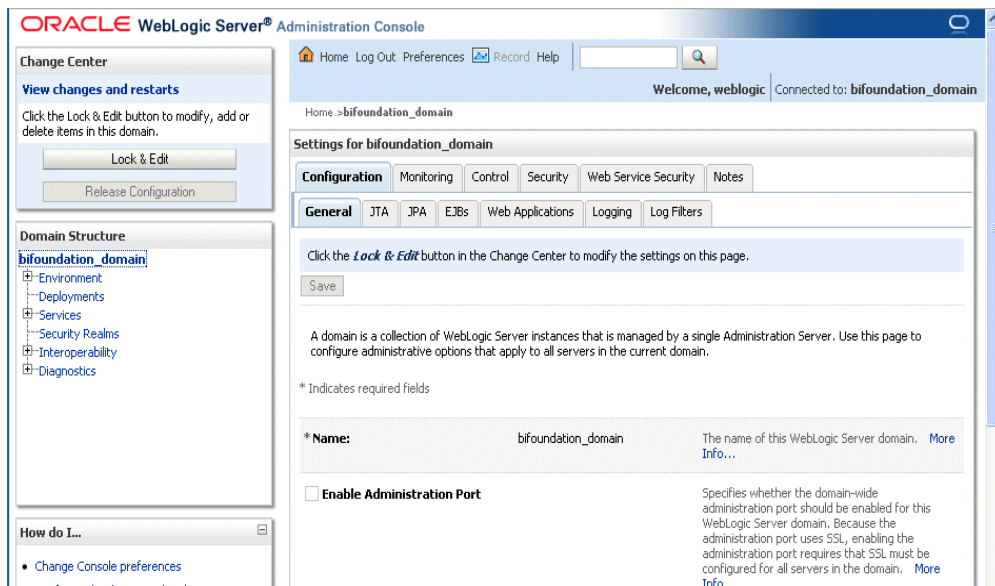 ORACLE WebLogic Server® Administration Console
Change Center
View changes and restarts
Click the Lock & Edit button to modify, add or
delete items in this domain.
Lock & Edit
Release Configuration
Domain Structure
bifoundation_domain
Environment
Deployments
Services
Security Realms
Interoperability
Diagnostics
How do I...
Change Console preferences
Home Log Out Preferences Record Help
Welcome, weblogic Connected to: bifoundation_domain
Home >bifoundation_domain
Settings for bifoundation_domain
Configuration Monitoring Control Security Web Service Security Notes
General JTA JPA EJBs Web Applications Logging Log Filters
Click the Lock & Edit button in the Change Center to modify the settings on this page.
Save
A domain is a collection of WebLogic Server instances that is managed by a single Administration Server. Use this page to
configure administrative options that apply to all servers in the current domain.
* Indicates required fields
* Name: bifoundation_domain
The name of this WebLogic Server domain. More
Info...
Enable Administration Port
Specifies whether the domain-wide
administration port should be enabled for this
WebLogic Server domain. Because the
administration port uses SSL, enabling the
administration port requires that SSL must be
configured for all servers in the domain. More
Info